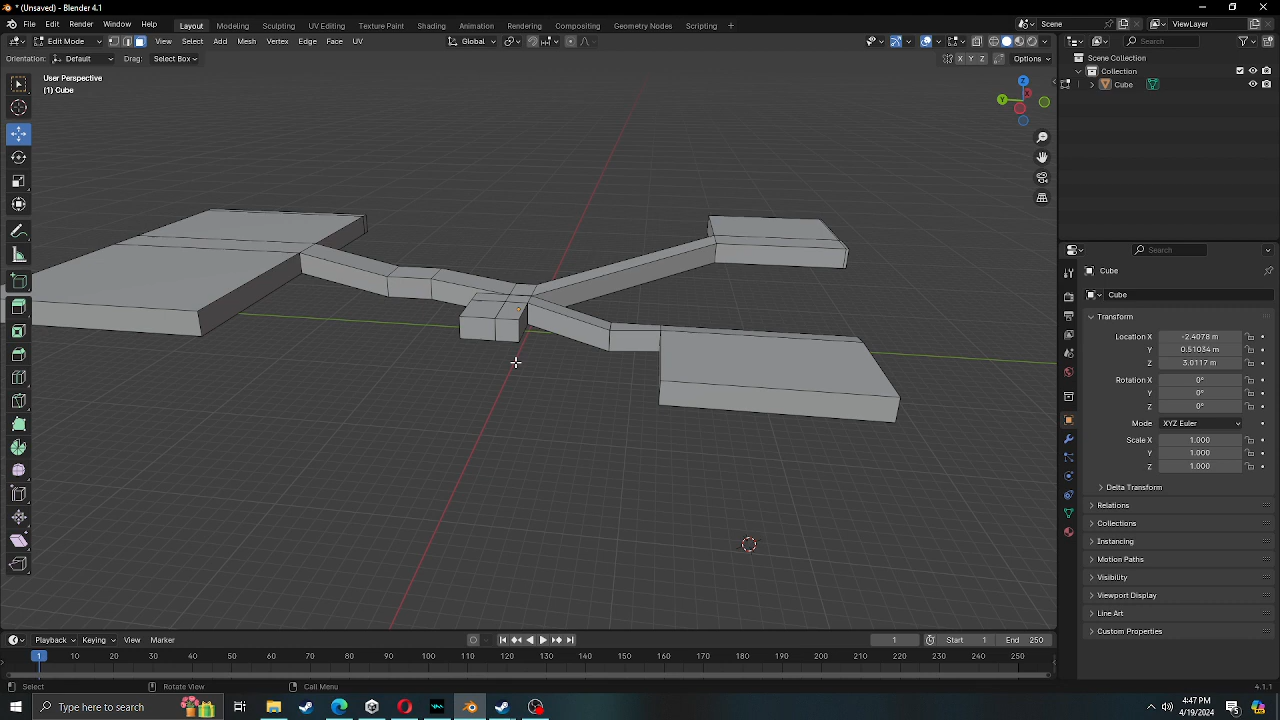 * (Unsaved) - Blender 4.1
File Edit Render Window Help Layout Modeling Sculpting UV Editing Texture Paint Shading Animation Rendering Compositing Geometry Nodes Scripting + Scene ViewLayer
Edit Mode View Select Add Mesh Vertex Edge Face UV Global Search
Orientation: Default Drag: Select Box X Y Z Options
Scene Collection
Collection
Cube
User Perspective
(1) Cube
Z
Y
X
Search
Cube
Cube
Transform
Location X -2.4078 m
Y 0.51034 m
Z 3.0117 m
Rotation X 0°
Y 0°
Z 0°
Mode XYZ Euler
Scale X 1.000
Y 1.000
Z 1.000
Delta Transform
Relations
Collections
Instancing
Motion Paths
Visibility
Viewport Display
Line Art
Custom Properties
Playback Keying View Marker 1 Start 1 End 250
1 10 20 30 40 50 60 70 80 90 100 110 120 130 140 150 160 170 180 190 200 210 220 230 240 250
Select Rotate View Call Menu 4.1.1
Type here to search
4:47 PM
4/19/2024